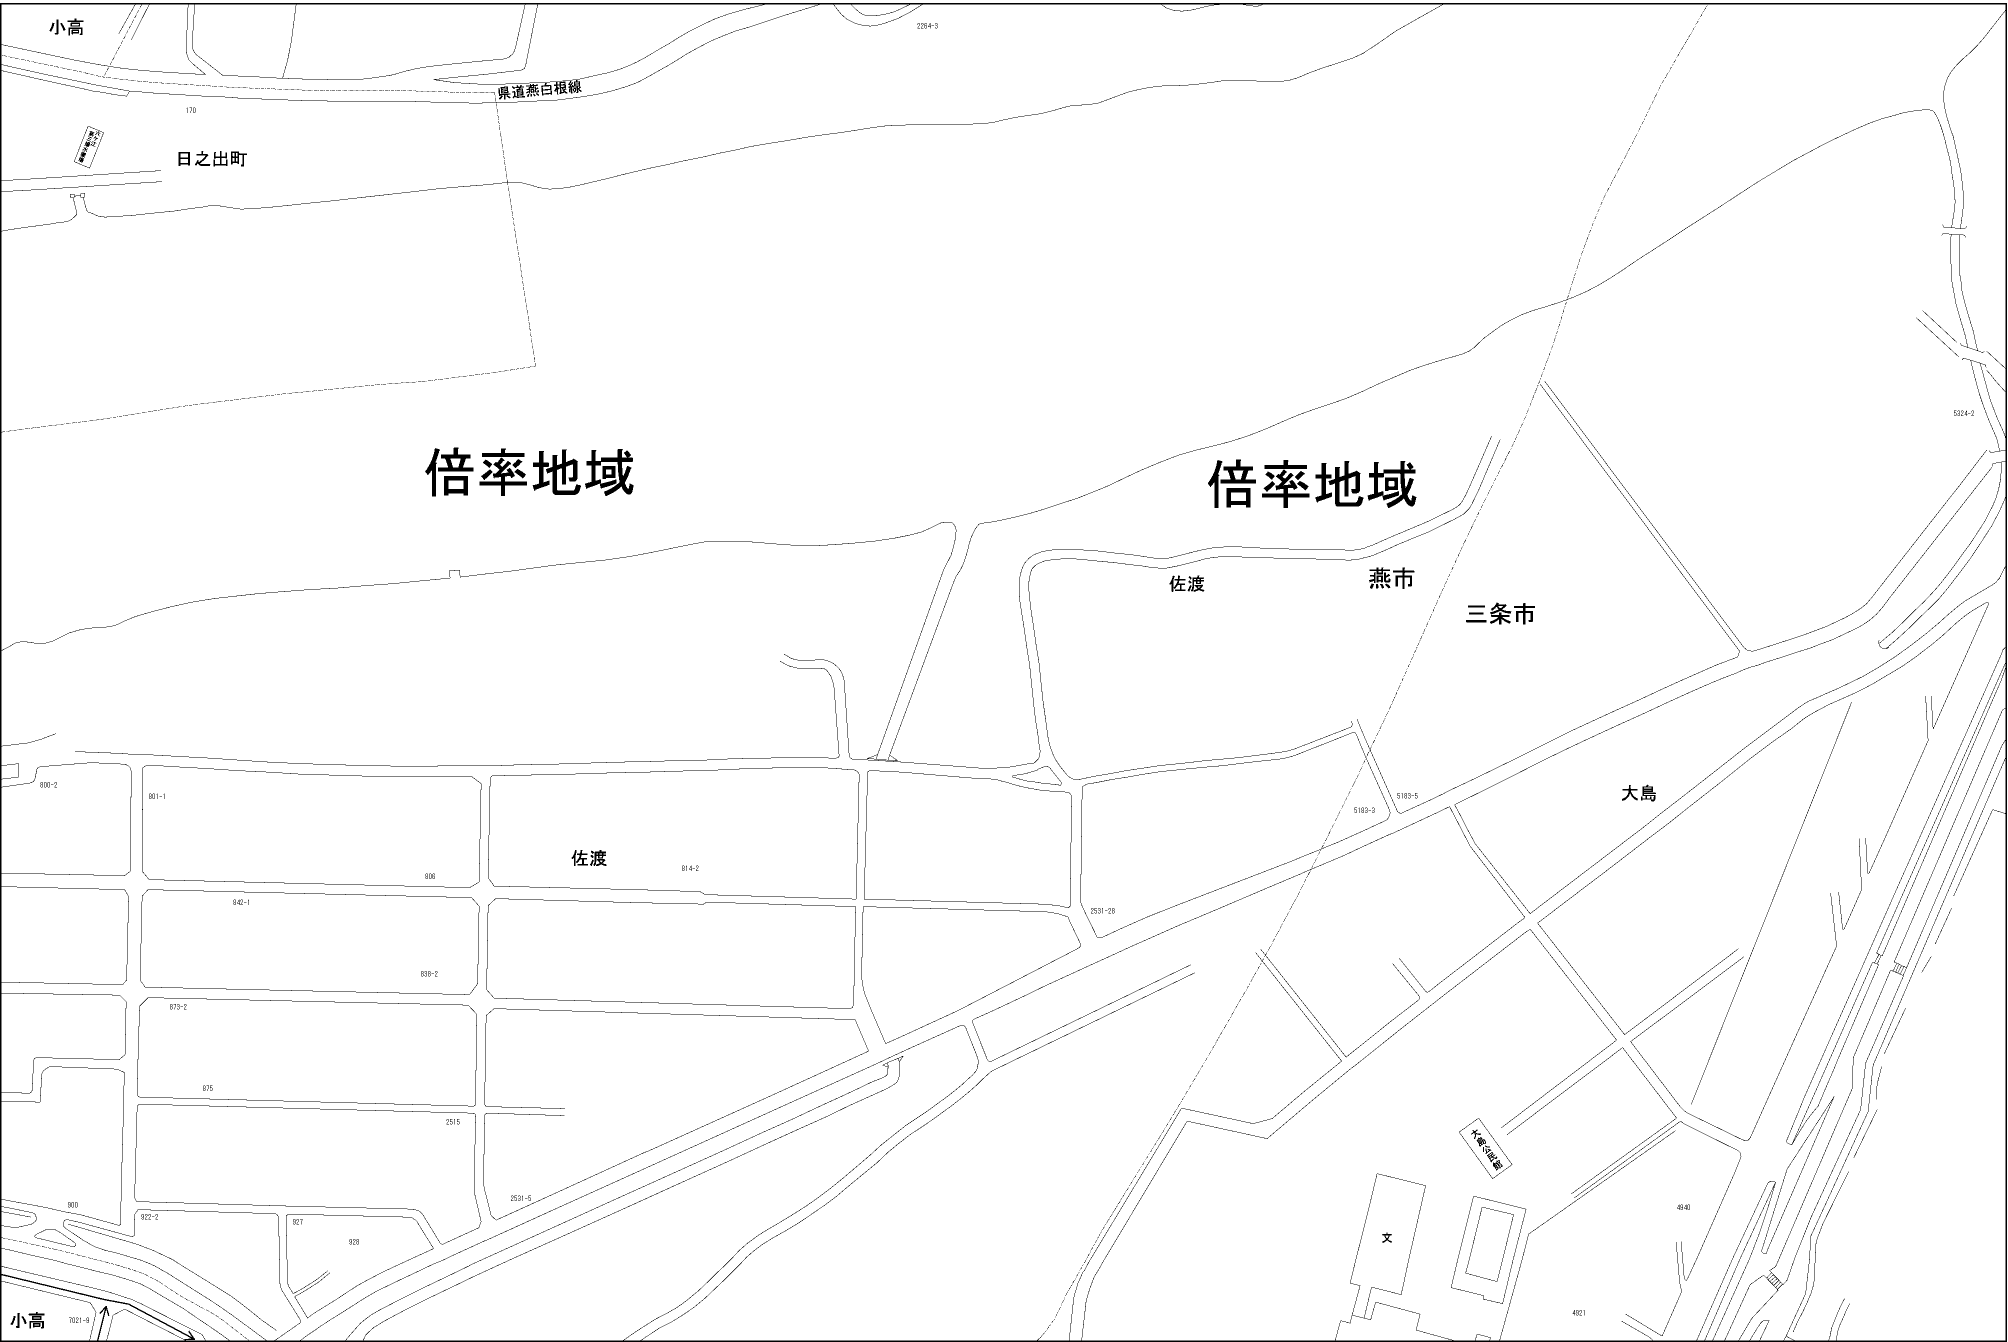 小高
2264-3
県道燕白根線
170
日之出町
5324-2
倍率地域
倍率地域
佐渡
燕市
三条市
800-2
801-1
大島
5183-5
5183-3
佐渡
814-2
806
842-1
2531-28
838-2
873-2
875
2515
大島公民館
2531-5
900
922-2
927
928
4940
文
小高
7021-9
4921